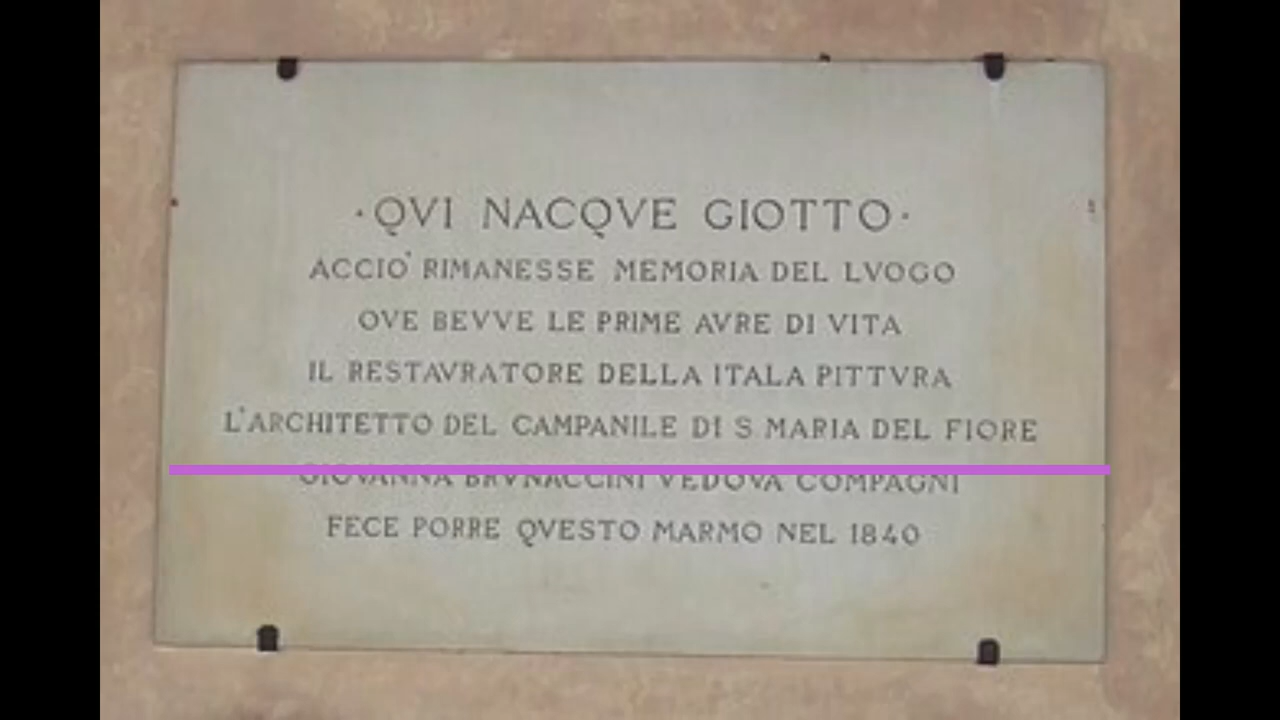 ·QVI NACQVE GIOTTO·
ACCIO' RIMANESSE MEMORIA DEL LVOGO
OVE BEVVE LE PRIME AVRE DI VITA
IL RESTAVRATORE DELLA ITALA PITTVRA
L'ARCHITETTO DEL CAMPANILE DI S. MARIA DEL FIORE
GIOVANNA BRVNACCINI VEDOVA COMPAGNI
FECE PORRE QVESTO MARMO NEL 1840